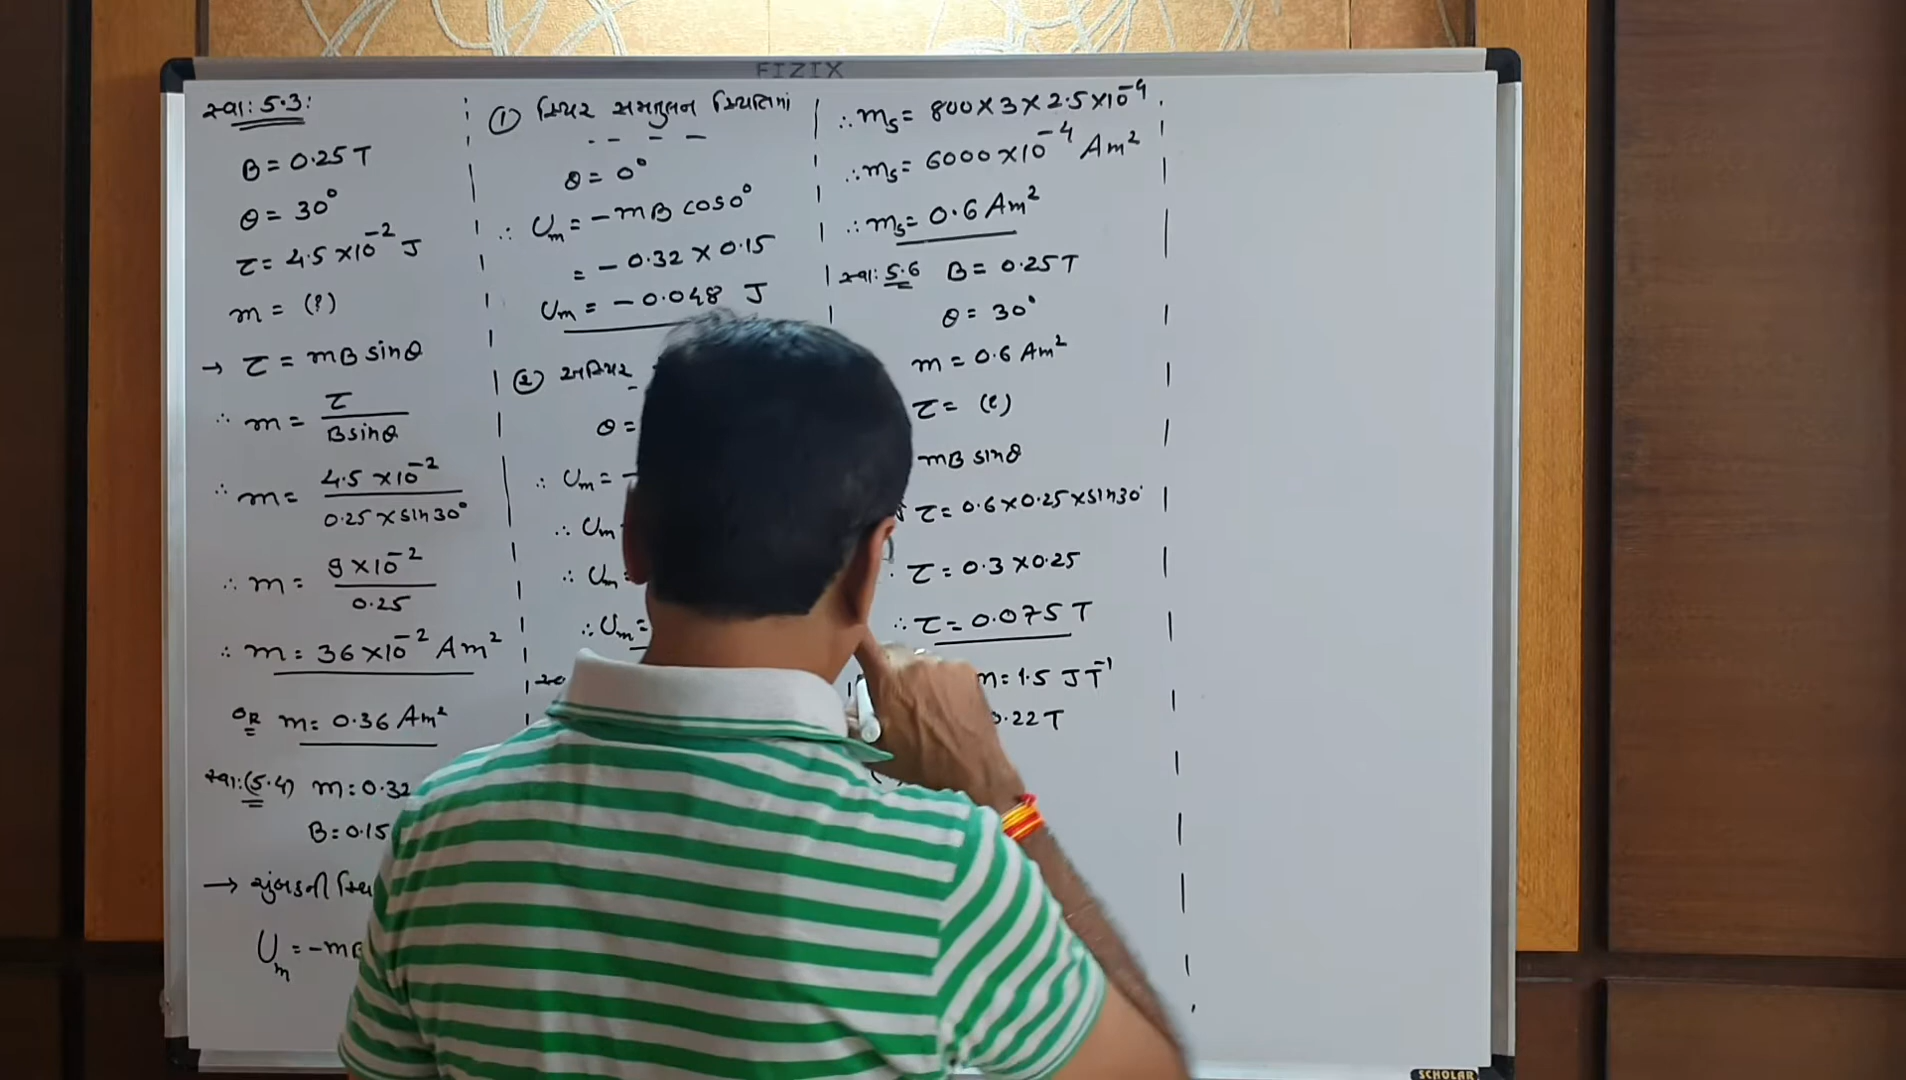 FIZIX
સ્વા: 5.3:
B = 0.25 T
θ = 30°
τ = 4.5 ×10⁻² J
m = (?)
→ τ = mB sinθ
∴ m = τ / B sinθ
∴ m = 4.5 ×10⁻² / 0.25 × sin30°
∴ m = 9 ×10⁻² / 0.25
∴ m = 36 ×10⁻² Am²
OR m = 0.36 Am²
સ્વા: (5.4) m = 0.32
B = 0.15
→ ચુંબકની
Um = -mB
① સ્થિર સમતુલન સ્થિતિમાં
θ = 0°
∴ Um = - mB cos0°
= - 0.32 × 0.15
Um = - 0.048 J
② અસ્થિર
θ =
∴ Um = -
∴ Um
∴ Um =
∴ Um =
∴ ms = 800 × 3 × 2.5 ×10⁻⁴
∴ ms = 6000 ×10⁻⁴ Am²
∴ ms = 0.6 Am²
સ્વા: 5.6 B = 0.25 T
θ = 30°
m = 0.6 Am²
τ = (?)
mB sinθ
τ = 0.6 × 0.25 × sin30°
τ = 0.3 × 0.25
∴ τ = 0.075 T
m = 1.5 J T⁻¹
0.22 T
SCHOLAR